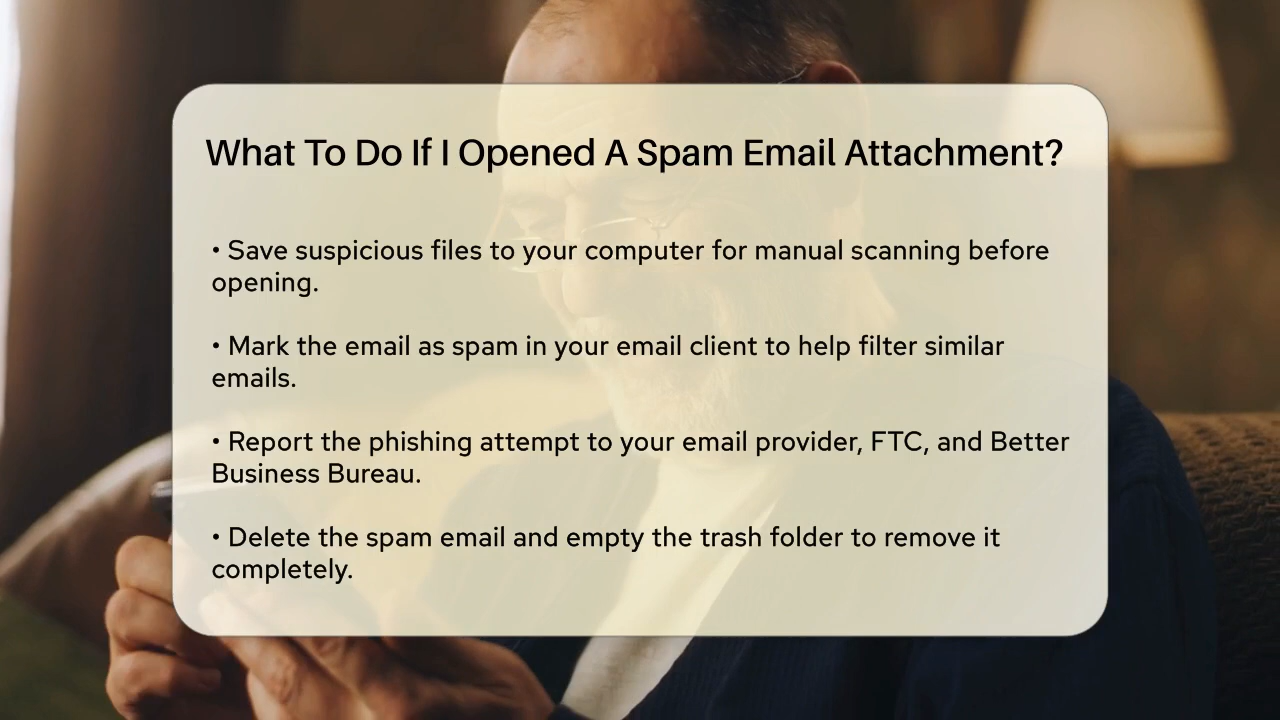 What To Do If I Opened A Spam Email Attachment?
• Save suspicious files to your computer for manual scanning before
opening.
• Mark the email as spam in your email client to help filter similar
emails.
• Report the phishing attempt to your email provider, FTC, and Better
Business Bureau.
• Delete the spam email and empty the trash folder to remove it
completely.